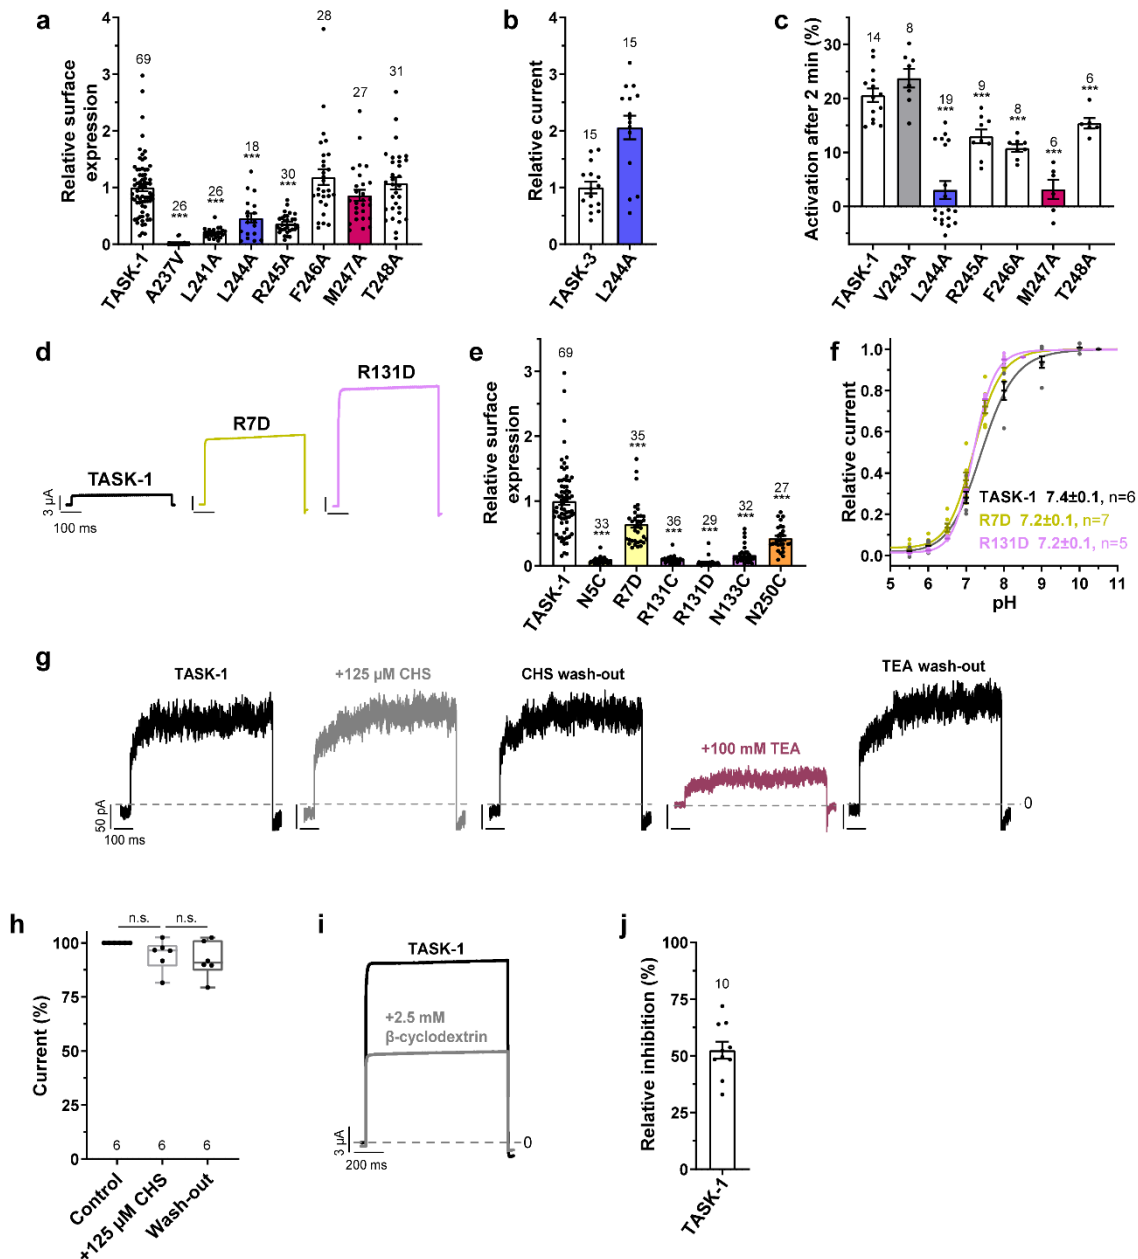 a
Relative surface
expression
4
3
2
1
0
69
26
***
26
***
18
***
30
***
28
27
31
TASK-1
A237V
L241A
L244A
R245A
F246A
M247A
T248A
b
Relative current
4
3
2
1
0
15
15
TASK-3
L244A
c
Activation after 2 min (%)
30
20
10
0
14
8
19
***
9
***
8
***
6
***
6
***
TASK-1
V243A
L244A
R245A
F246A
M247A
T248A
d
TASK-1
R7D
R131D
3 µA
100 ms
e
Relative surface
expression
3
2
1
0
69
33
***
35
***
36
***
29
***
32
***
27
***
TASK-1
N5C
R7D
R131C
R131D
N133C
N250C
f
Relative current
1.0
0.8
0.6
0.4
0.2
0.0
TASK-1 7.4±0.1, n=6
R7D 7.2±0.1, n=7
R131D 7.2±0.1, n=5
5
6
7
8
9
10
11
pH
g
TASK-1
+125 µM CHS
CHS wash-out
+100 mM TEA
TEA wash-out
0
50 pA
100 ms
h
Current (%)
100
75
50
25
0
n.s.
n.s.
6
6
6
Control
+125 µM CHS
Wash-out
i
TASK-1
+2.5 mM
β-cyclodextrin
0
3 µA
200 ms
j
Relative inhibition (%)
100
75
50
25
0
10
TASK-1